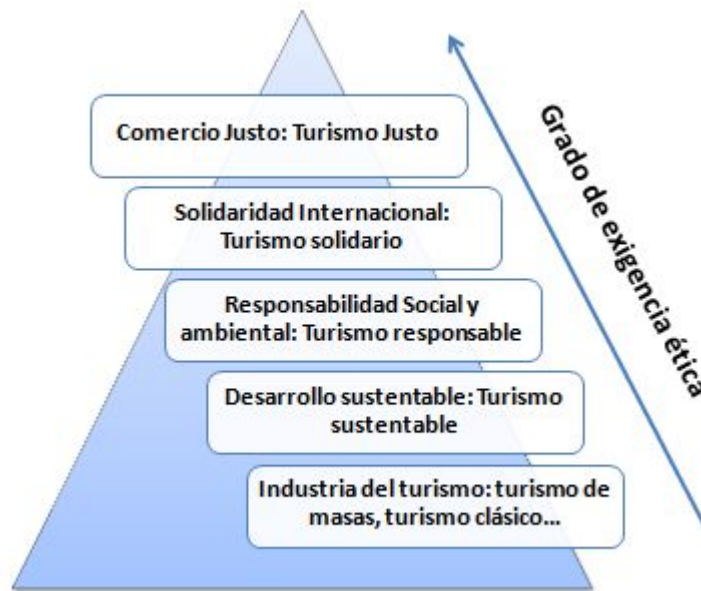 Comercio Justo: Turismo Justo
Solidaridad Internacional:
Turismo solidario
Responsabilidad Social y
ambiental: Turismo responsable
Desarrollo sustentable: Turismo
sustentable
Industria del turismo: turismo de
masas, turismo clásico...
Grado de exigencia ética